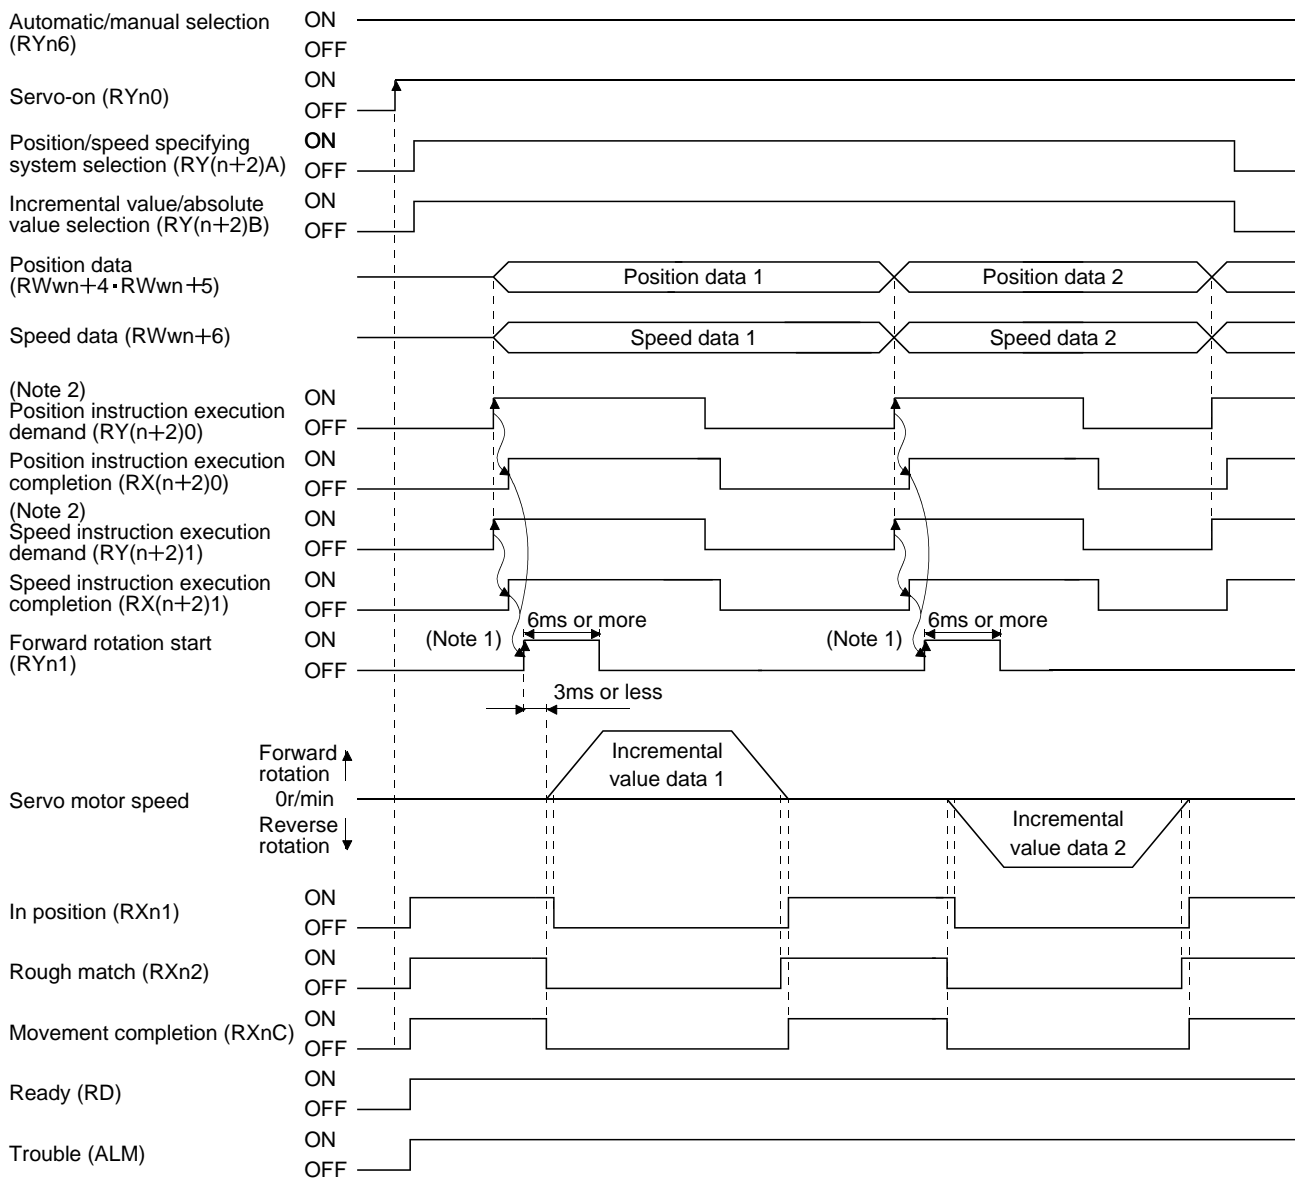 Automatic/manual selection
(RYn6)
ON
OFF
Servo-on (RYn0)
ON
OFF
Position/speed specifying
system selection (RY(n+2)A)
ON
OFF
Incremental value/absolute
value selection (RY(n+2)B)
ON
OFF
Position data
(RWwn+4·RWwn+5)
Position data 1
Position data 2
Speed data (RWwn+6)
Speed data 1
Speed data 2
(Note 2)
Position instruction execution
demand (RY(n+2)0)
ON
OFF
Position instruction execution
completion (RX(n+2)0)
ON
OFF
(Note 2)
Speed instruction execution
demand (RY(n+2)1)
ON
OFF
Speed instruction execution
completion (RX(n+2)1)
ON
OFF
Forward rotation start
(RYn1)
ON
OFF
(Note 1)
6ms or more
(Note 1)
6ms or more
3ms or less
Servo motor speed
Forward
rotation
0r/min
Reverse
rotation
Incremental
value data 1
Incremental
value data 2
In position (RXn1)
ON
OFF
Rough match (RXn2)
ON
OFF
Movement completion (RXnC)
ON
OFF
Ready (RD)
ON
OFF
Trouble (ALM)
ON
OFF